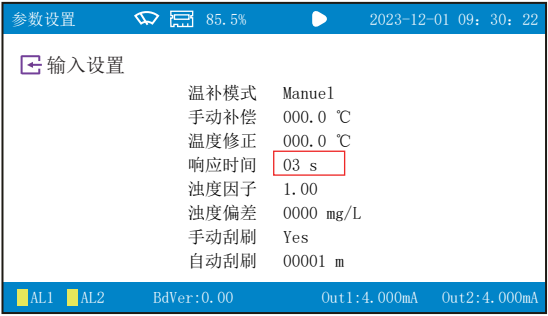 参数设置 85.5% 2023-12-01 09：30：22
输入设置
温补模式 Manuel
手动补偿 000.0 ℃
温度修正 000.0 ℃
响应时间 03 s
浊度因子 1.00
浊度偏差 0000 mg/L
手动刮刷 Yes
自动刮刷 00001 m
AL1 AL2 BdVer:0.00 Out1:4.000mA Out2:4.000mA